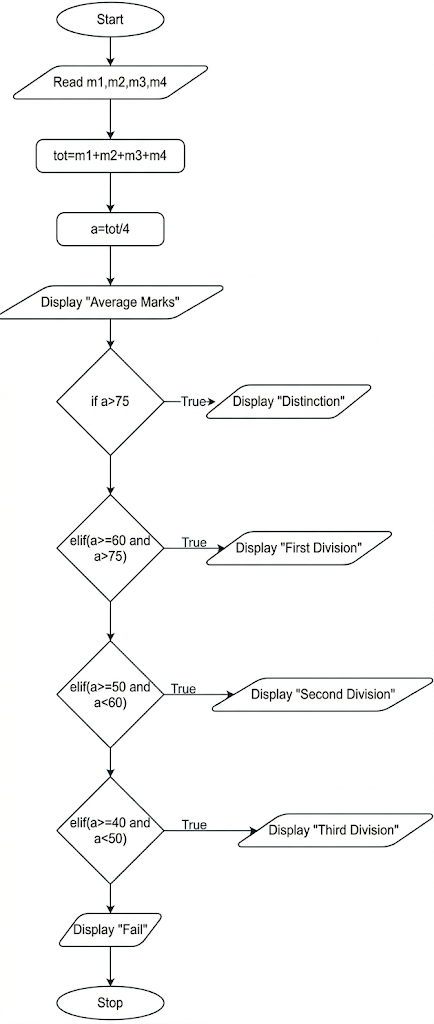 Start
Read m1,m2,m3,m4
tot=m1+m2+m3+m4
a=tot/4
Display "Average Marks"
if a>75
True
Display "Distinction"
elif(a>=60 and
a>75)
True
Display "First Division"
elif(a>=50 and
a<60)
True
Display "Second Division"
elif(a>=40 and
a<50)
True
Display "Third Division"
Display "Fail"
Stop